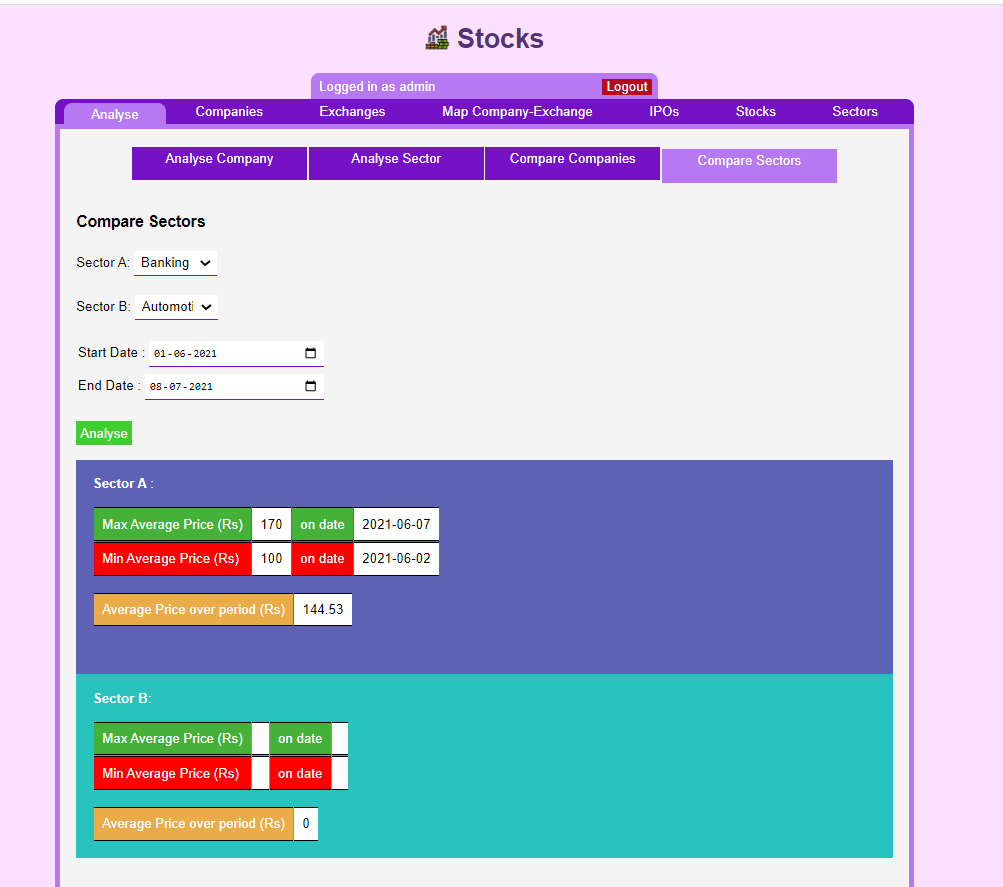 Stocks
Logged in as admin Logout
Analyse Companies Exchanges Map Company-Exchange IPOs Stocks Sectors
Analyse Company Analyse Sector Compare Companies Compare Sectors
Compare Sectors
Sector A: Banking
Sector B: Automoti
Start Date : 01-06-2021
End Date : 08-07-2021
Analyse
Sector A :
Max Average Price (Rs) 170 on date 2021-06-07
Min Average Price (Rs) 100 on date 2021-06-02
Average Price over period (Rs) 144.53
Sector B:
Max Average Price (Rs) on date
Min Average Price (Rs) on date
Average Price over period (Rs) 0